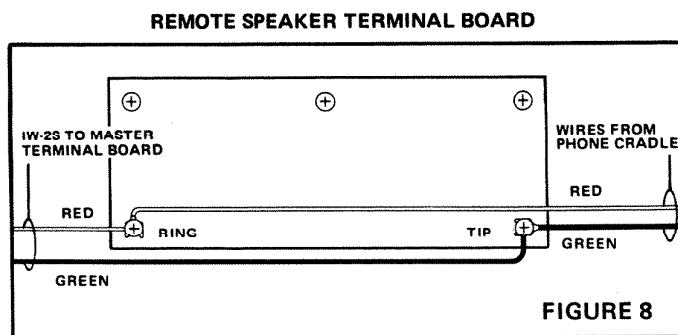 REMOTE SPEAKER TERMINAL BOARD
IW-2S TO MASTER
TERMINAL BOARD
WIRES FROM
PHONE CRADLE
RED
RED
RING
TIP
GREEN
GREEN
FIGURE 8